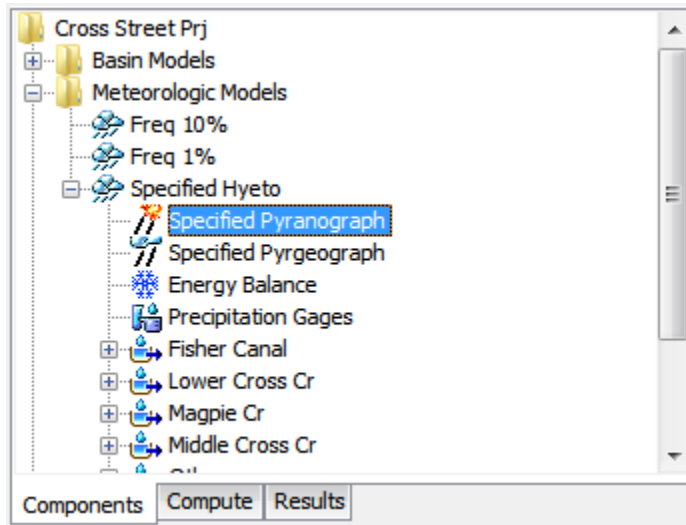 Cross Street Prj
Basin Models
Meteorologic Models
Freq 10%
Freq 1%
Specified Hyeto
Specified Pyranograph
Specified Pyrgeograph
Energy Balance
Precipitation Gages
Fisher Canal
Lower Cross Cr
Magpie Cr
Middle Cross Cr
Components Compute Results